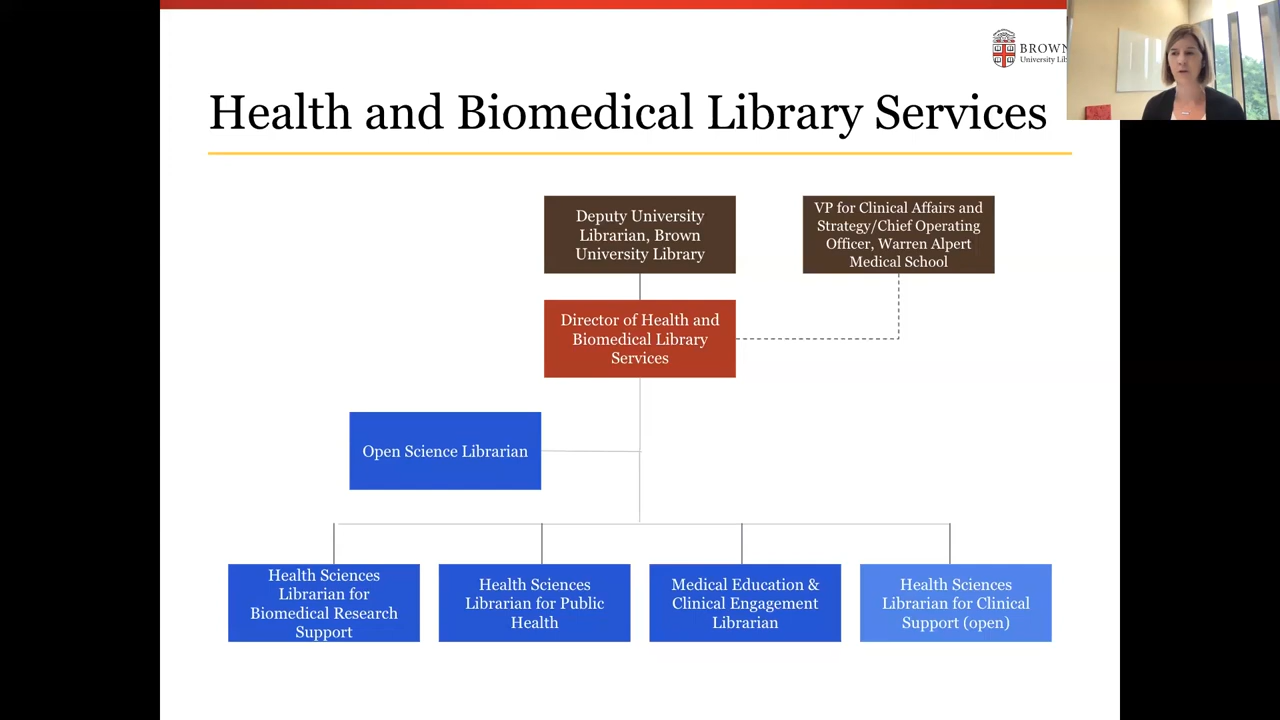 BROWN
University Lib
Health and Biomedical Library Services
Deputy University
Librarian, Brown
University Library
VP for Clinical Affairs and
Strategy/Chief Operating
Officer, Warren Alpert
Medical School
Director of Health and
Biomedical Library
Services
Open Science Librarian
Health Sciences
Librarian for
Biomedical Research
Support
Health Sciences
Librarian for Public
Health
Medical Education &
Clinical Engagement
Librarian
Health Sciences
Librarian for Clinical
Support (open)